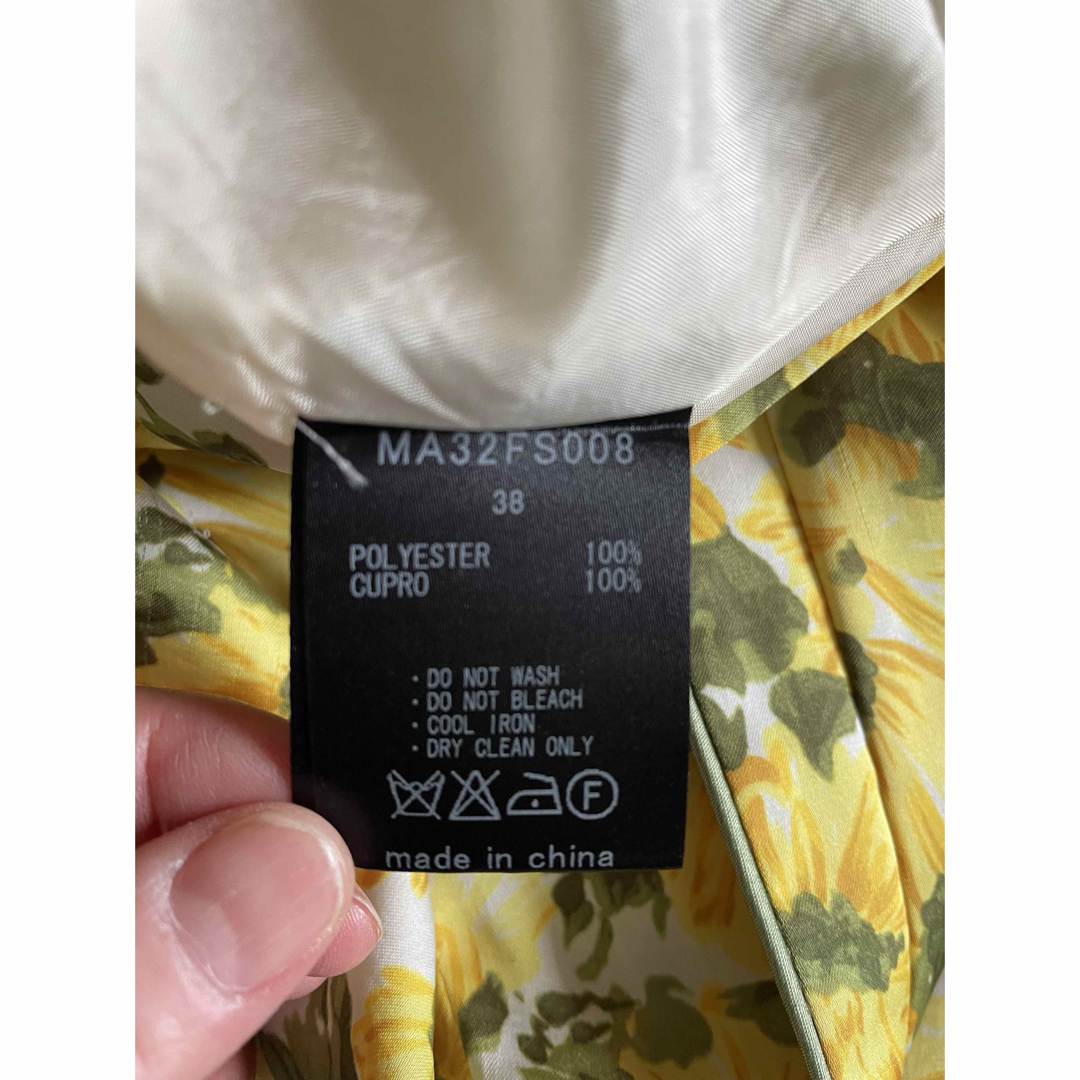 MA32FS008
38
POLYESTER 100%
CUPRO 100%
· DO NOT WASH
· DO NOT BLEACH
· COOL IRON
· DRY CLEAN ONLY
F
made in china